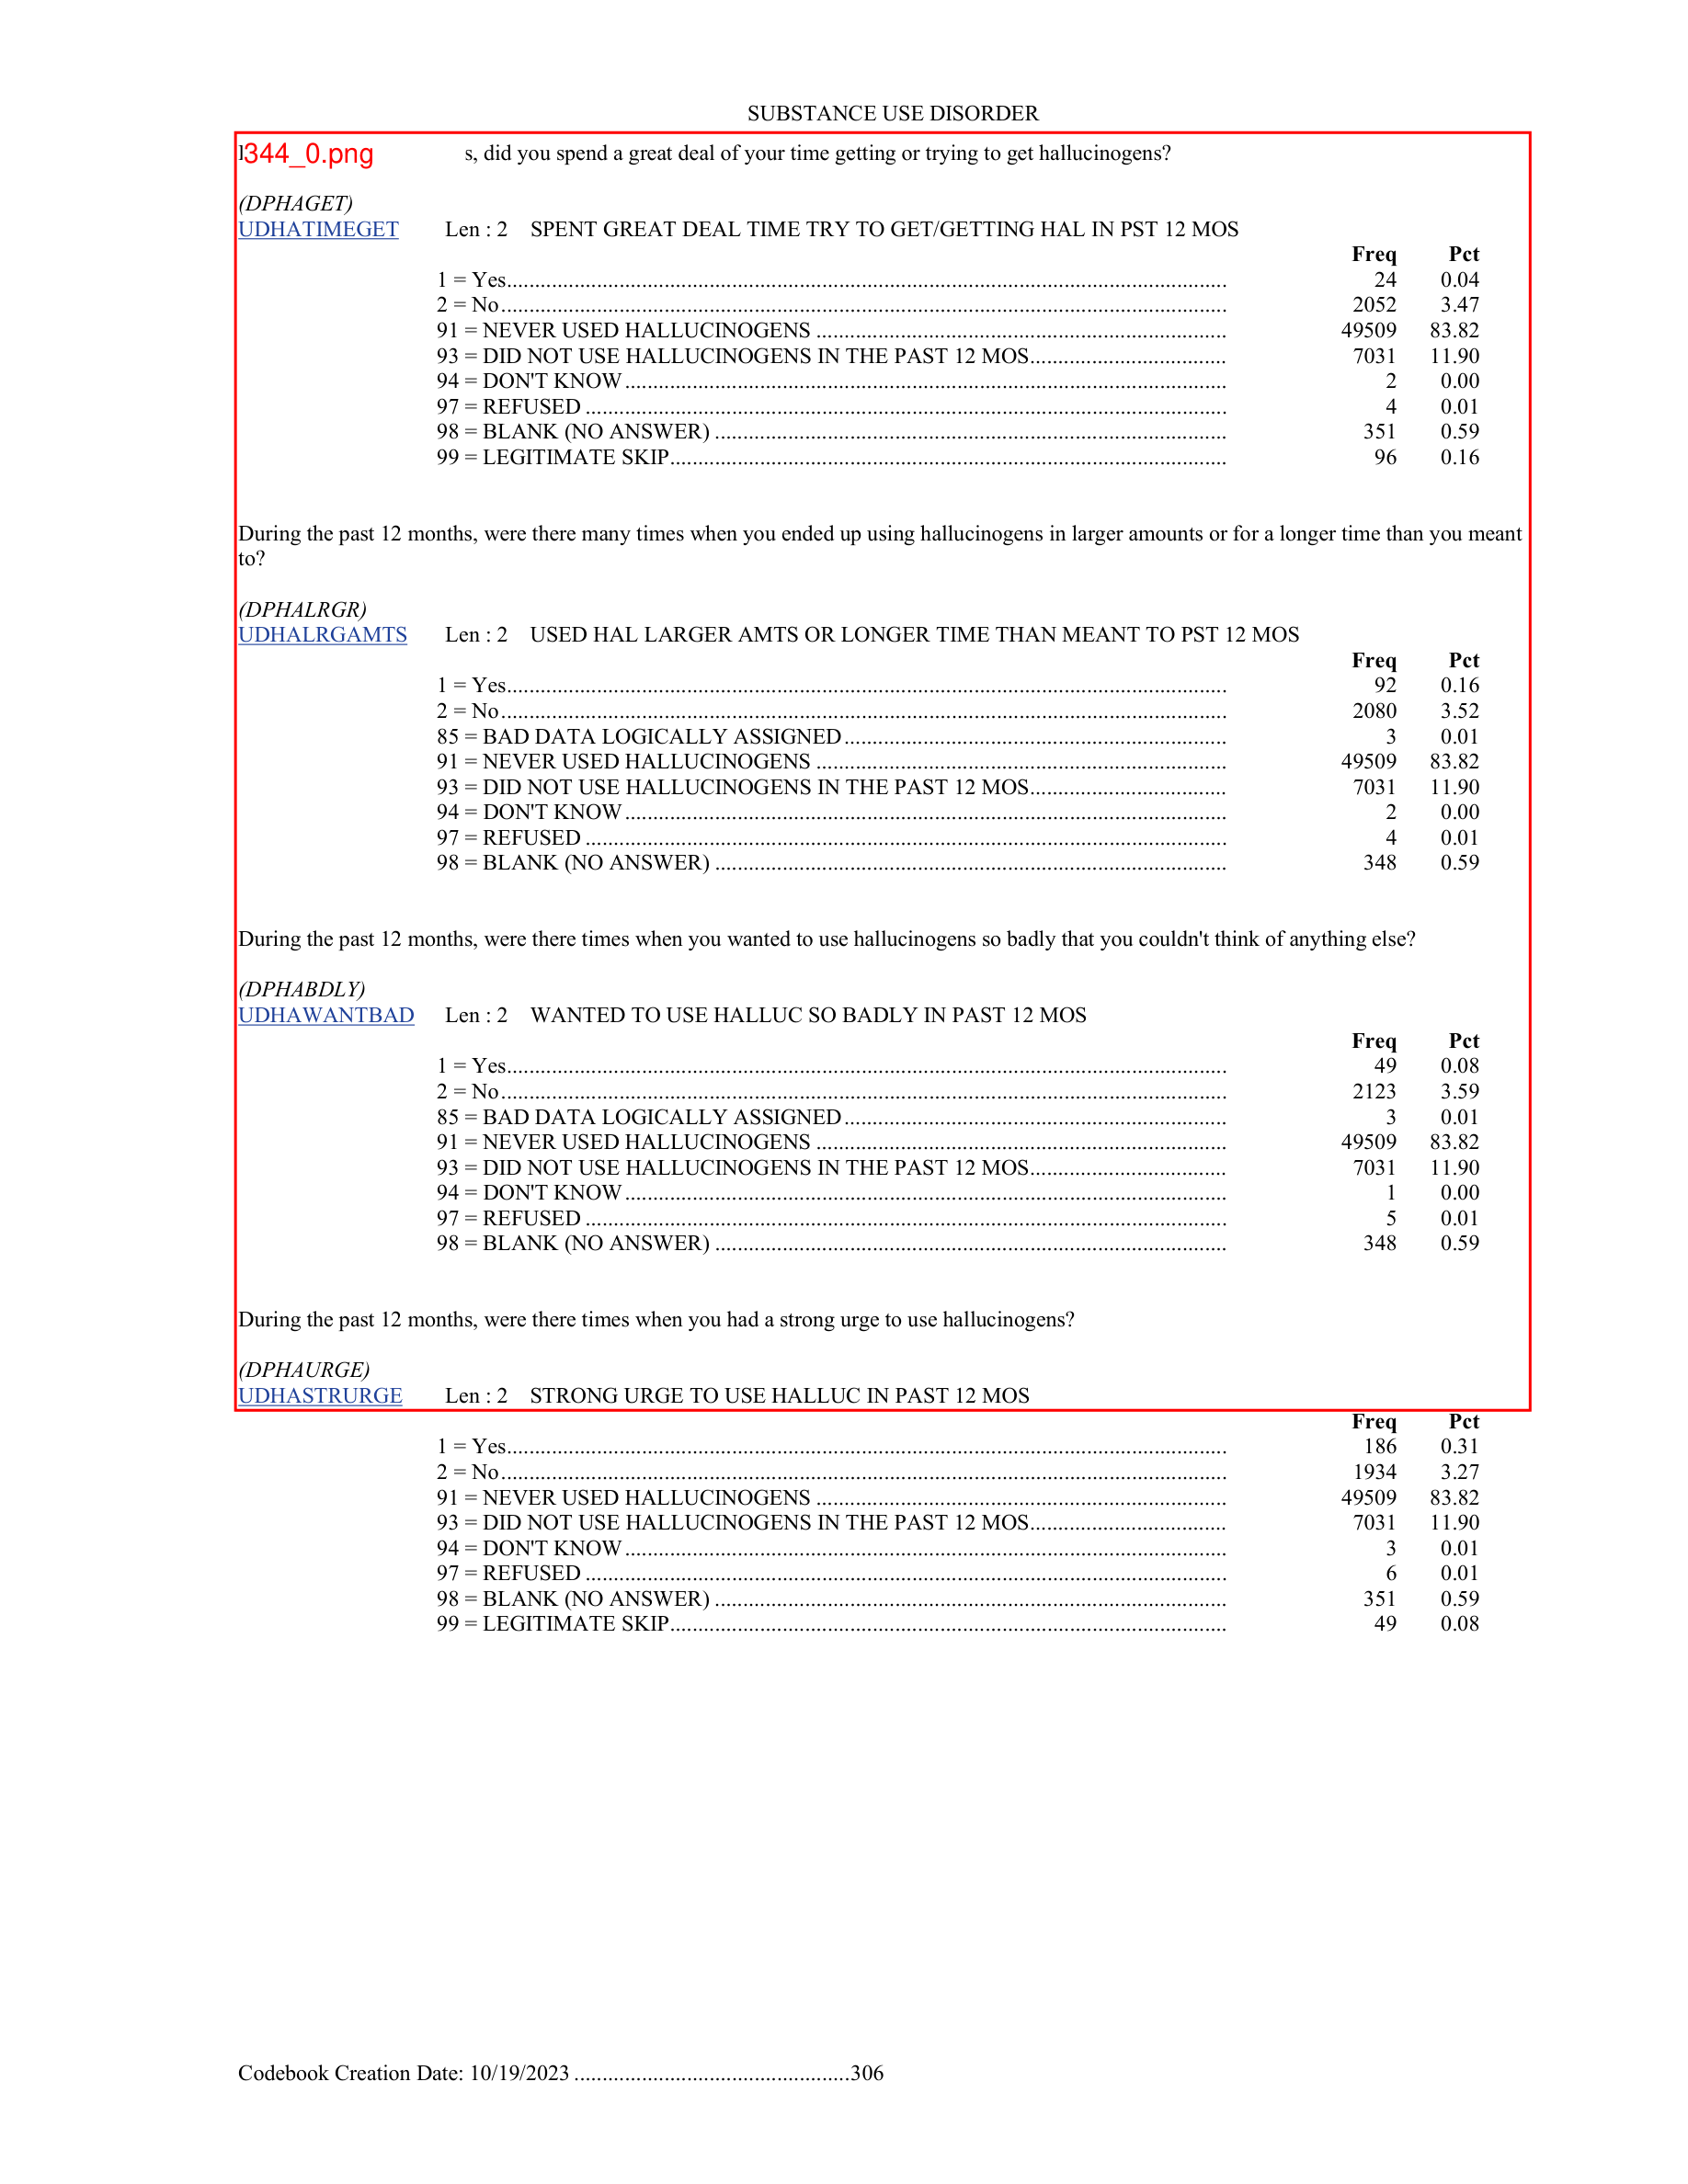 SUBSTANCE USE DISORDER
344_0.png s, did you spend a great deal of your time getting or trying to get hallucinogens?
(DPHAGET)
UDHATIMEGET Len : 2 SPENT GREAT DEAL TIME TRY TO GET/GETTING HAL IN PST 12 MOS
Freq Pct
1 = Yes........ 24 0.04
2 = No........ 2052 3.47
91 = NEVER USED HALLUCINOGENS ........ 49509 83.82
93 = DID NOT USE HALLUCINOGENS IN THE PAST 12 MOS........ 7031 11.90
94 = DON'T KNOW ........ 2 0.00
97 = REFUSED ........ 4 0.01
98 = BLANK (NO ANSWER) ........ 351 0.59
99 = LEGITIMATE SKIP........ 96 0.16
During the past 12 months, were there many times when you ended up using hallucinogens in larger amounts or for a longer time than you meant
to?
(DPHALRGR)
UDHALRGAMTS Len : 2 USED HAL LARGER AMTS OR LONGER TIME THAN MEANT TO PST 12 MOS
Freq Pct
1 = Yes........ 92 0.16
2 = No........ 2080 3.52
85 = BAD DATA LOGICALLY ASSIGNED ........ 3 0.01
91 = NEVER USED HALLUCINOGENS ........ 49509 83.82
93 = DID NOT USE HALLUCINOGENS IN THE PAST 12 MOS........ 7031 11.90
94 = DON'T KNOW ........ 2 0.00
97 = REFUSED ........ 4 0.01
98 = BLANK (NO ANSWER) ........ 348 0.59
During the past 12 months, were there times when you wanted to use hallucinogens so badly that you couldn't think of anything else?
(DPHABDLY)
UDHAWANTBAD Len : 2 WANTED TO USE HALLUC SO BADLY IN PAST 12 MOS
Freq Pct
1 = Yes........ 49 0.08
2 = No........ 2123 3.59
85 = BAD DATA LOGICALLY ASSIGNED ........ 3 0.01
91 = NEVER USED HALLUCINOGENS ........ 49509 83.82
93 = DID NOT USE HALLUCINOGENS IN THE PAST 12 MOS........ 7031 11.90
94 = DON'T KNOW ........ 1 0.00
97 = REFUSED ........ 5 0.01
98 = BLANK (NO ANSWER) ........ 348 0.59
During the past 12 months, were there times when you had a strong urge to use hallucinogens?
(DPHAURGE)
UDHASTRURGE Len : 2 STRONG URGE TO USE HALLUC IN PAST 12 MOS
Freq Pct
1 = Yes........ 186 0.31
2 = No........ 1934 3.27
91 = NEVER USED HALLUCINOGENS ........ 49509 83.82
93 = DID NOT USE HALLUCINOGENS IN THE PAST 12 MOS........ 7031 11.90
94 = DON'T KNOW ........ 3 0.01
97 = REFUSED ........ 6 0.01
98 = BLANK (NO ANSWER) ........ 351 0.59
99 = LEGITIMATE SKIP........ 49 0.08
Codebook Creation Date: 10/19/2023 ........306